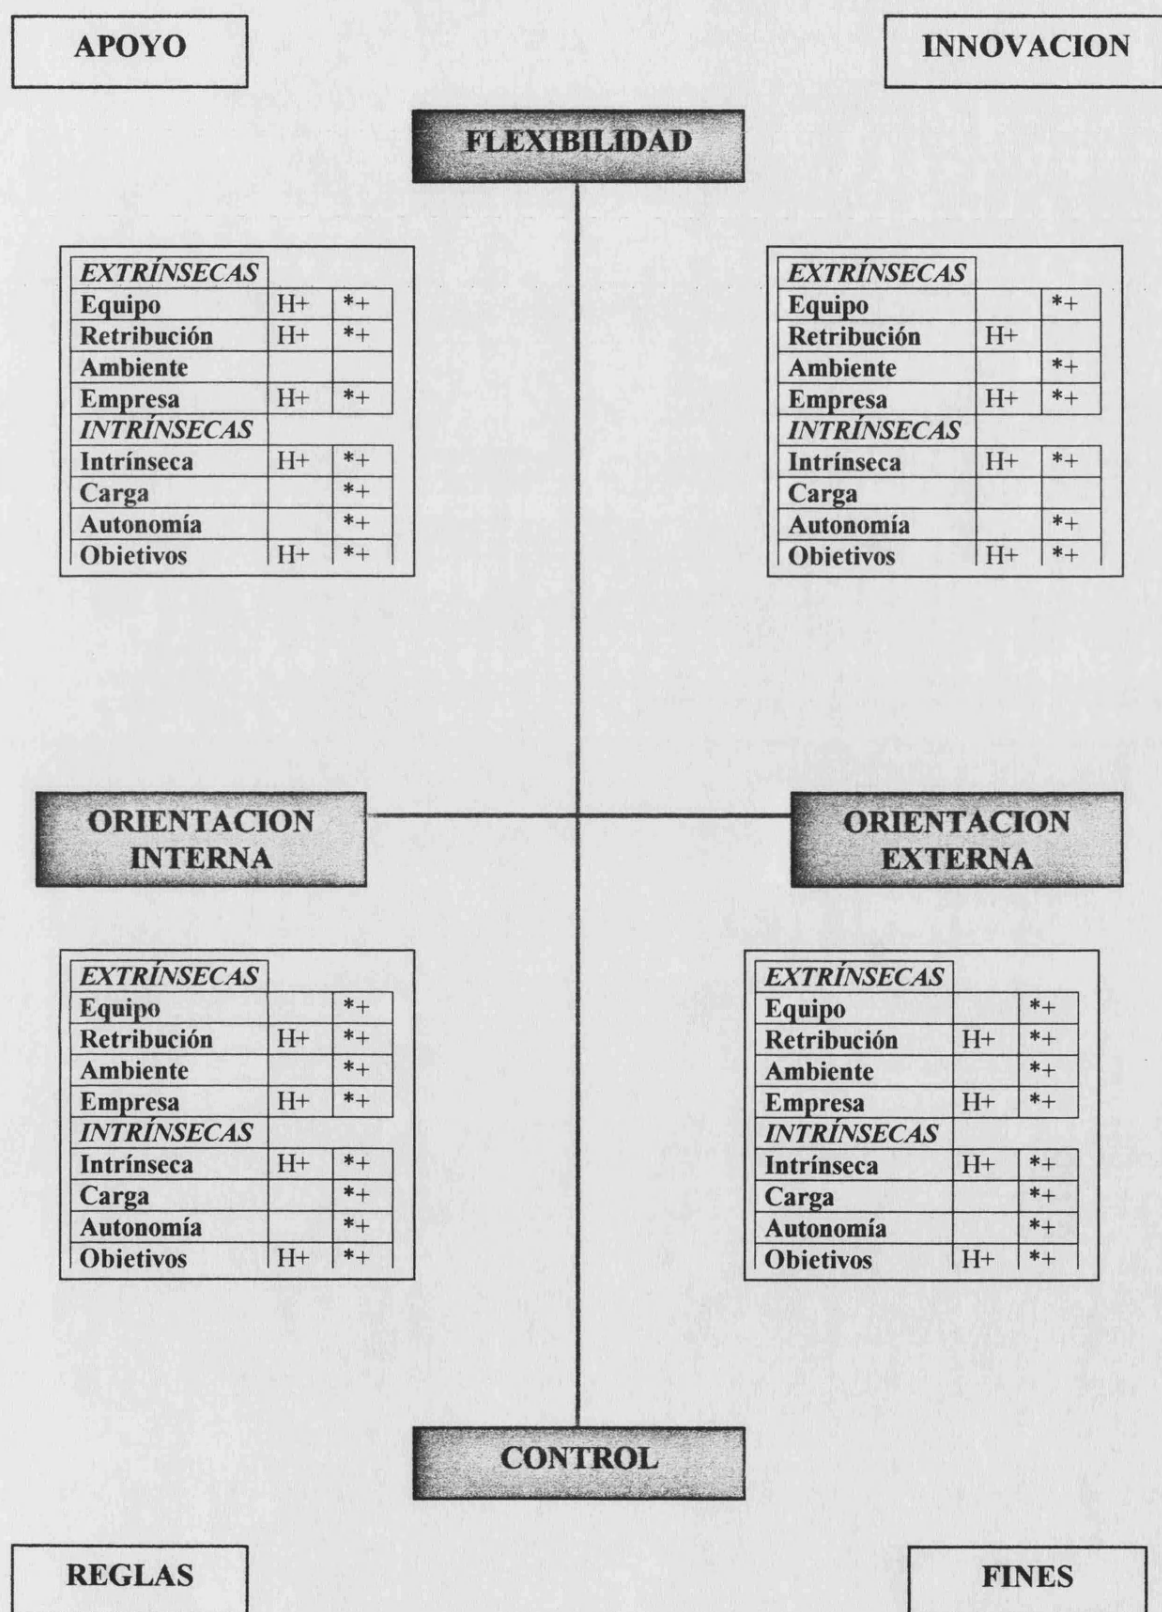 APOYO
INNOVACION
FLEXIBILIDAD
EXTRÍNSECAS
Equipo H+ *+
Retribución H+ *+
Ambiente
Empresa H+ *+
INTRÍNSECAS
Intrínseca H+ *+
Carga *+
Autonomía *+
Obietivos H+ *+
EXTRÍNSECAS
Equipo *+
Retribución H+
Ambiente *+
Empresa H+ *+
INTRÍNSECAS
Intrínseca H+ *+
Carga
Autonomía *+
Obietivos H+ *+
ORIENTACION
INTERNA
ORIENTACION
EXTERNA
EXTRÍNSECAS
Equipo *+
Retribución H+ *+
Ambiente *+
Empresa H+ *+
INTRÍNSECAS
Intrínseca H+ *+
Carga *+
Autonomía *+
Obietivos H+ *+
EXTRÍNSECAS
Equipo *+
Retribución H+ *+
Ambiente *+
Empresa H+ *+
INTRÍNSECAS
Intrínseca H+ *+
Carga *+
Autonomía *+
Obietivos H+ *+
CONTROL
REGLAS
FINES